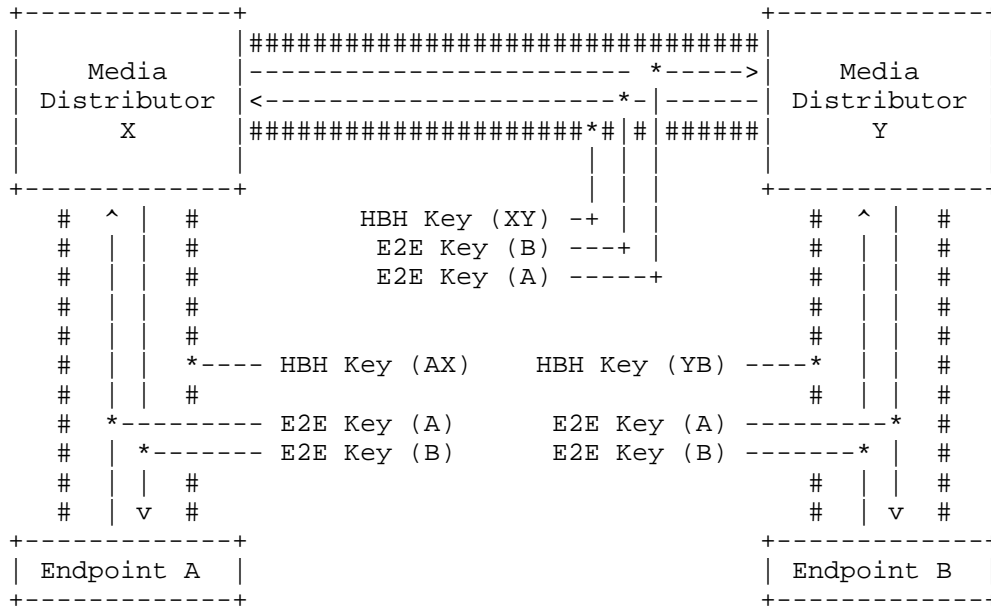 Media Media
Distributor Distributor
X Y
HBH Key (XY)
E2E Key (B)
E2E Key (A)
HBH Key (AX) HBH Key (YB)
E2E Key (A) E2E Key (A)
E2E Key (B) E2E Key (B)
Endpoint A Endpoint B